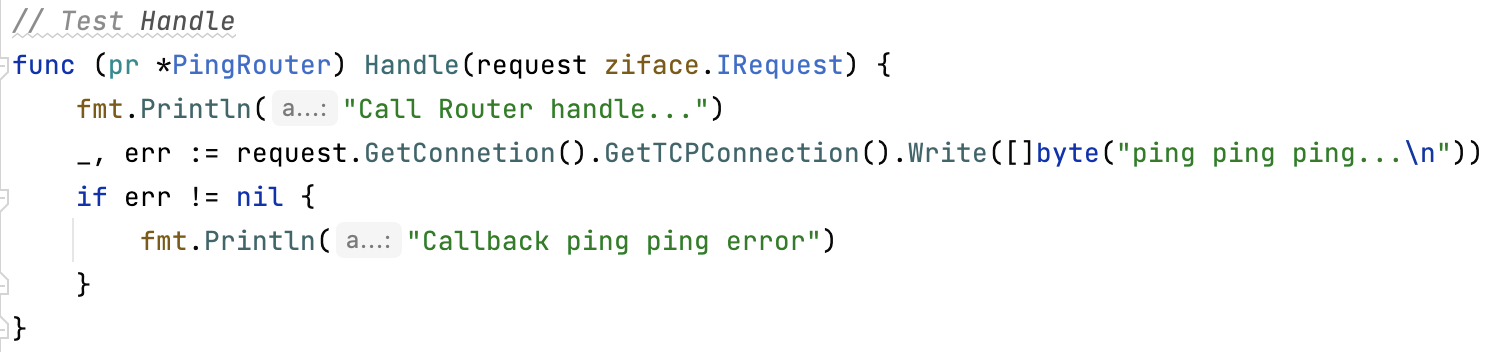 // Test Handle
func (pr *PingRouter) Handle(request ziface.IRequest) {
fmt.Println( a...: "Call Router handle...")
_, err := request.GetConnetion().GetTCPConnection().Write([]byte("ping ping ping...\n"))
if err != nil {
fmt.Println( a...: "Callback ping ping error")
}
}